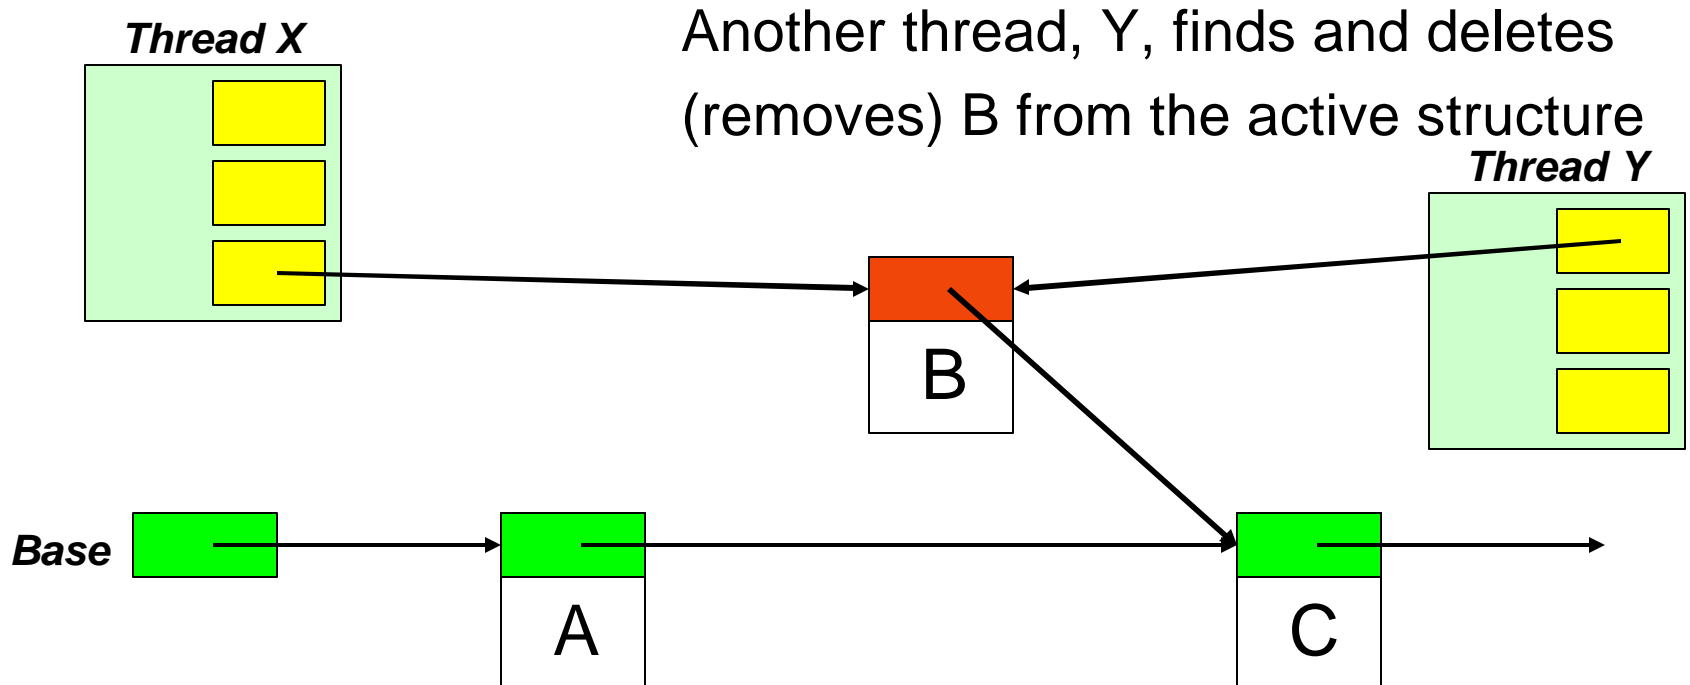 Thread X
Another thread, Y, finds and deletes
(removes) B from the active structure
Thread Y
B
Base
A
C